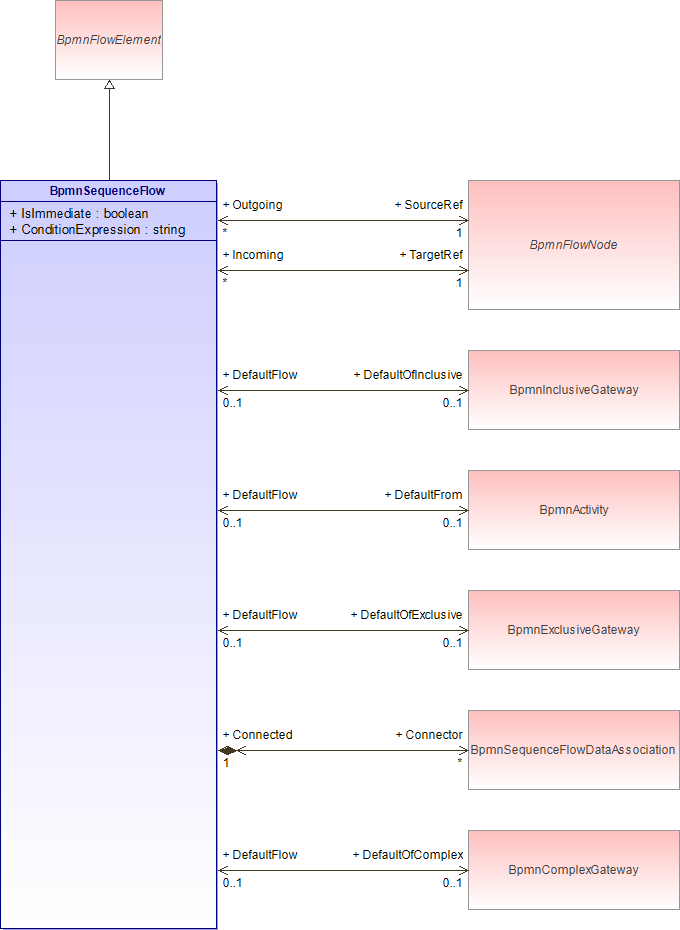 BpmnFlowElement
BpmnSequenceFlow
+ IsImmediate : boolean
+ ConditionExpression : string
+ Outgoing
+ SourceRef
*
1
BpmnFlowNode
+ Incoming
+ TargetRef
*
1
+ DefaultFlow
+ DefaultOfInclusive
0..1
0..1
BpmnInclusiveGateway
+ DefaultFlow
+ DefaultFrom
0..1
0..1
BpmnActivity
+ DefaultFlow
+ DefaultOfExclusive
0..1
0..1
BpmnExclusiveGateway
+ Connected
+ Connector
1
*
BpmnSequenceFlowDataAssociation
+ DefaultFlow
+ DefaultOfComplex
0..1
0..1
BpmnComplexGateway